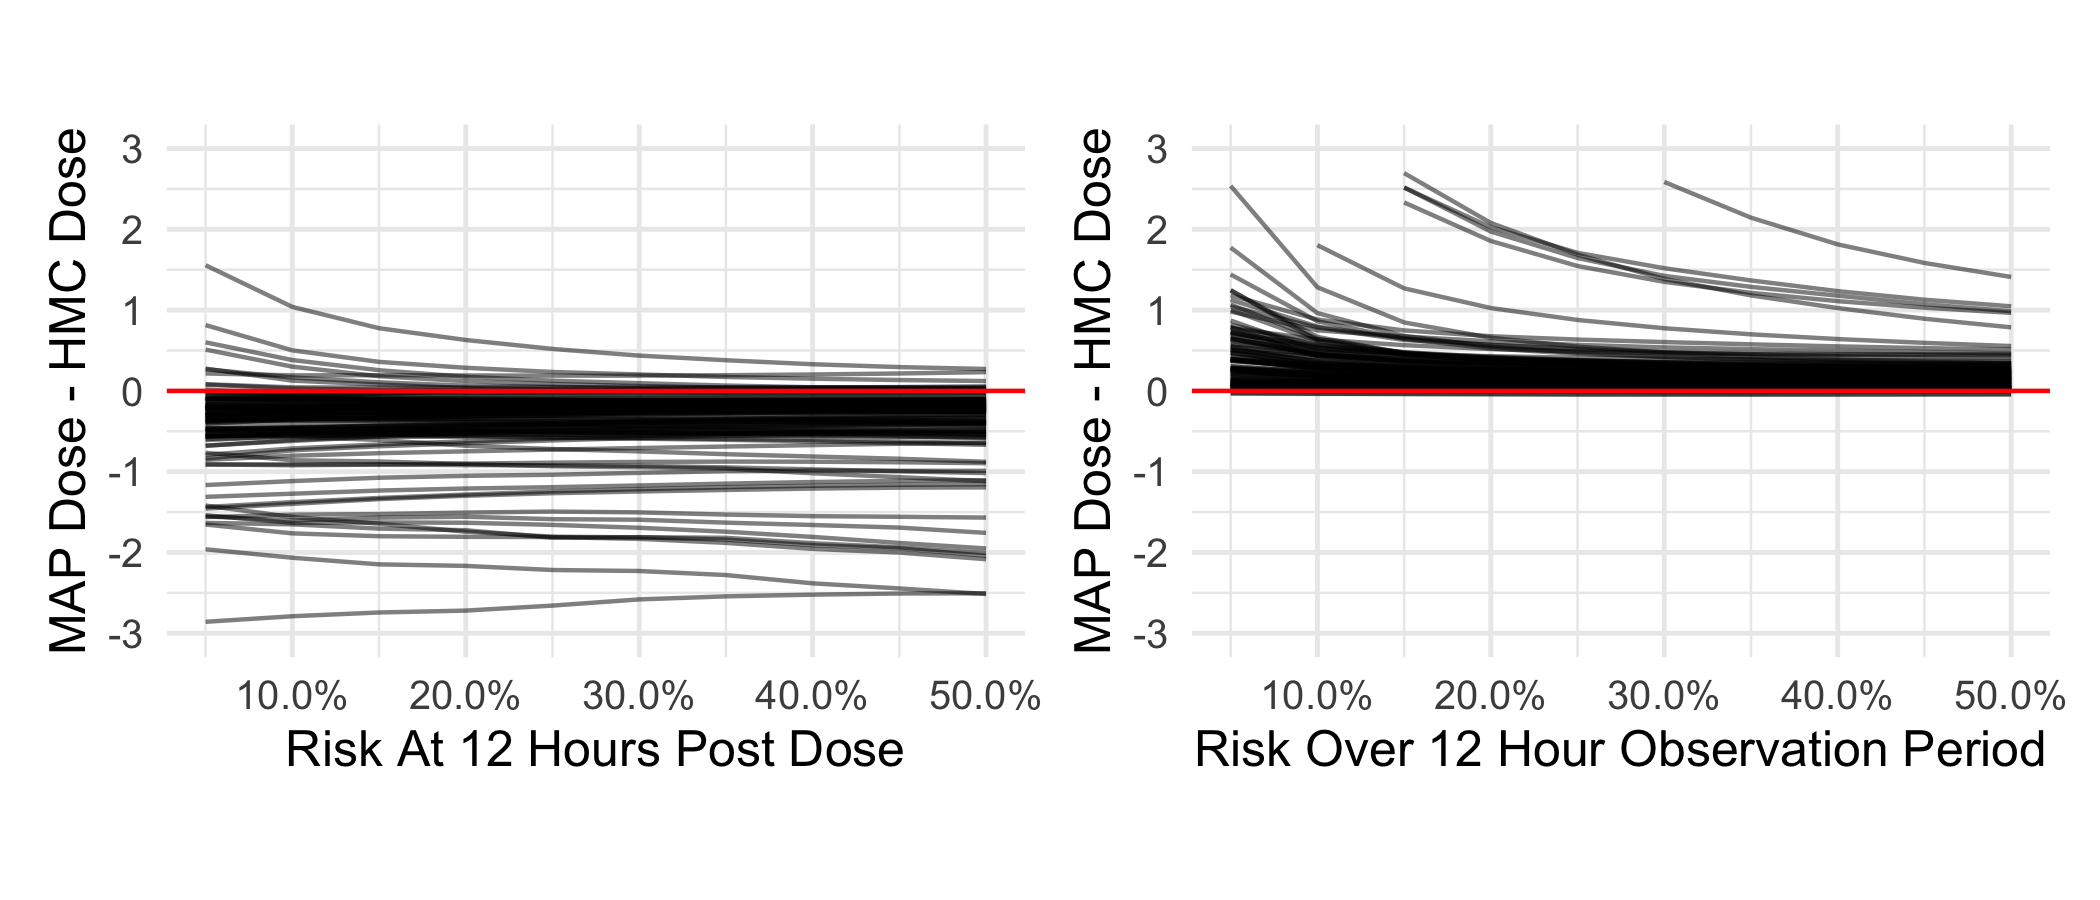 MAP Dose - HMC Dose
3
2
1
0
-1
-2
-3
10.0% 20.0% 30.0% 40.0% 50.0%
Risk At 12 Hours Post Dose
MAP Dose - HMC Dose
3
2
1
0
-1
-2
-3
10.0% 20.0% 30.0% 40.0% 50.0%
Risk Over 12 Hour Observation Period